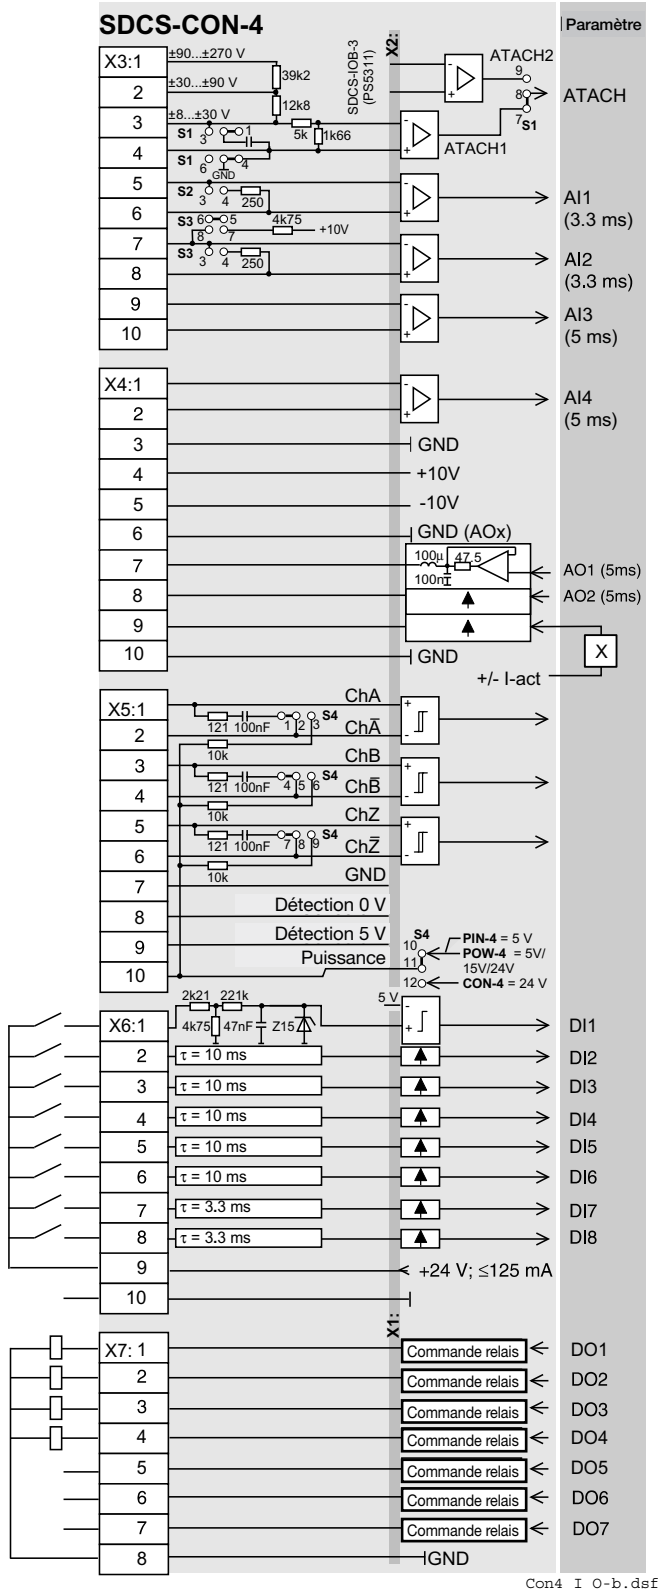 SDCS-CON-4
Paramètre
X2:
SDCS-IOB-3
(PS5311)
X3:1
±90...±270 V
39k2
2
±30...±90 V
12k8
3
±8...±30 V
5k
1k66
S1
3
1
4
S1
6
GND
4
ATACH2
9
8
7
S1
ATACH
ATACH1
5
S2
3
4
250
6
AI1
(3.3 ms)
S3
6
5
8
7
4k75
+10V
7
S3
3
4
250
8
AI2
(3.3 ms)
9
10
AI3
(5 ms)
X4:1
2
AI4
(5 ms)
3
GND
4
+10V
5
-10V
6
GND (AOx)
7
100µ
47.5
100n
AO1 (5ms)
8
AO2 (5ms)
9
X
10
GND
+/- I-act
X5:1
ChA
121 100nF
1 2 3
S4
2
ChA̅
10k
3
ChB
121 100nF
4 5 6
S4
4
ChB̅
10k
5
ChZ
121 100nF
7 8 9
S4
6
ChZ̅
10k
7
GND
8
Détection 0 V
9
Détection 5 V
10
Puissance
S4
10
11
12
PIN-4 = 5 V
POW-4 = 5V/
15V/24V
CON-4 = 24 V
2k21
221k
5 V
X6:1
4k75
47nF
Z15
DI1
2
τ = 10 ms
DI2
3
τ = 10 ms
DI3
4
τ = 10 ms
DI4
5
τ = 10 ms
DI5
6
τ = 10 ms
DI6
7
τ = 3.3 ms
DI7
8
τ = 3.3 ms
DI8
9
+24 V; ≤125 mA
10
X1:
X7: 1
Commande relais
DO1
2
Commande relais
DO2
3
Commande relais
DO3
4
Commande relais
DO4
5
Commande relais
DO5
6
Commande relais
DO6
7
Commande relais
DO7
8
GND
Con4 I O-b.dsf